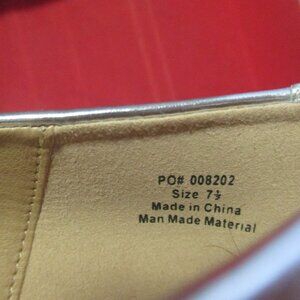 PO# 008202
Size 7½
Made in China
Man Made Material